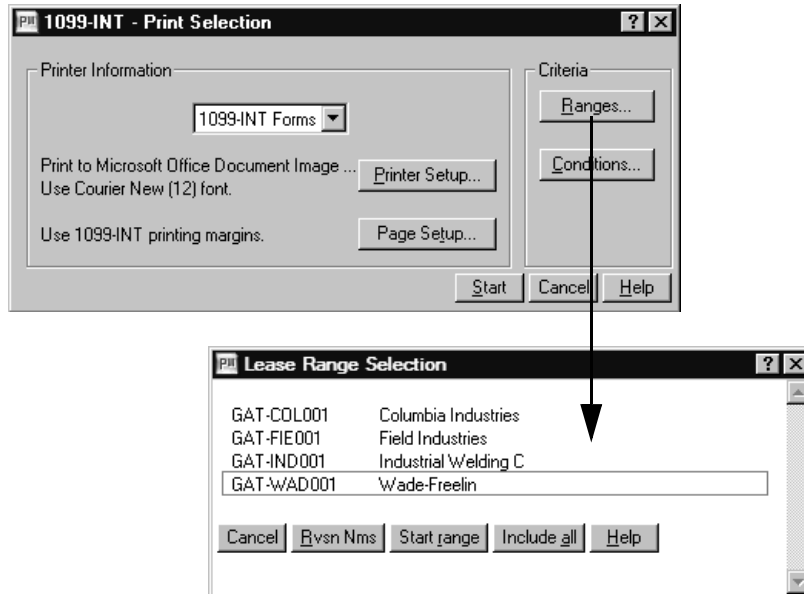 PM 1099-INT - Print Selection ? X
Printer Information
Criteria
1099-INT Forms
Ranges...
Print to Microsoft Office Document Image ...
Use Courier New (12) font.
Printer Setup...
Conditions...
Use 1099-INT printing margins.
Page Setup...
Start Cancel Help
PM Lease Range Selection ? X
GAT-COL001 Columbia Industries
GAT-FIE001 Field Industries
GAT-IND001 Industrial Welding C
GAT-WAD001 Wade-Freelin
Cancel Rvsn Nms Start range Include all Help